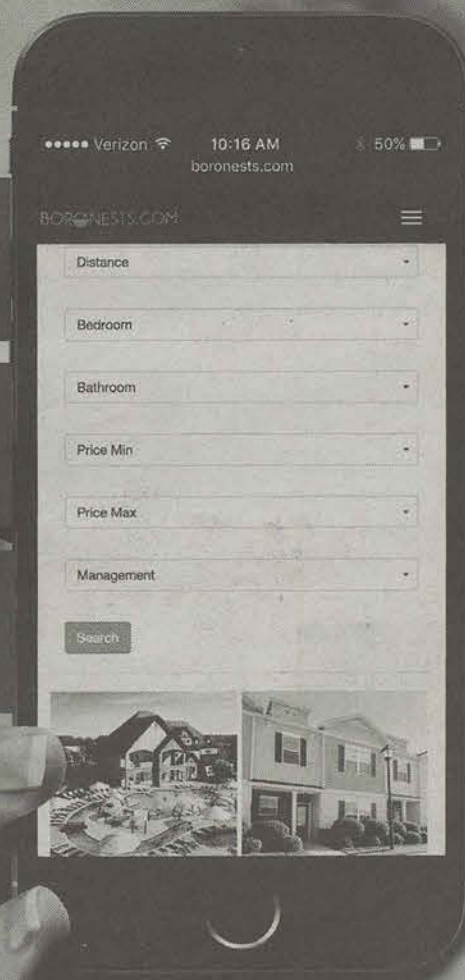 Verizon 10:16 AM 50%
boronests.com
BORONESTS.COM
Distance
Bedroom
Bathroom
Price Min
Price Max
Management
Search